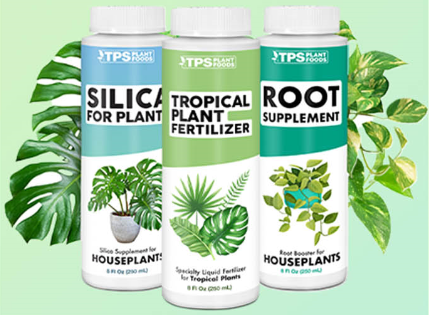 TPS PLANT FOODS
SILICA
FOR PLANT
Silica Supplement for
HOUSEPLANTS
8 Fl Oz (250 mL)
TPS PLANT FOODS
TROPICAL
PLANT
FERTILIZER
Specialty Liquid Fertilizer
for Tropical Plants
8 Fl Oz (250 mL)
TPS PLANT FOODS
ROOT
SUPPLEMENT
Root Booster for
HOUSEPLANTS
8 Fl Oz (250 mL)